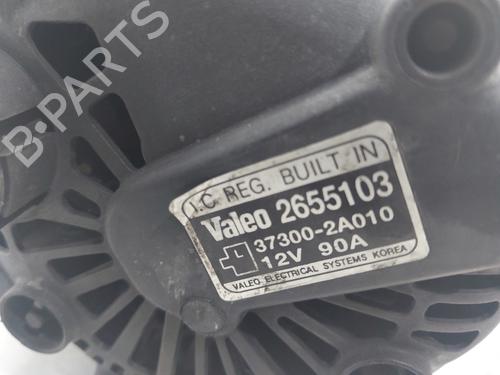 I.C REG. BUILT IN
Valeo 2655103
37300-2A010
12V 90A
VALEO ELECTRICAL SYSTEMS KOREA
B-PARTS